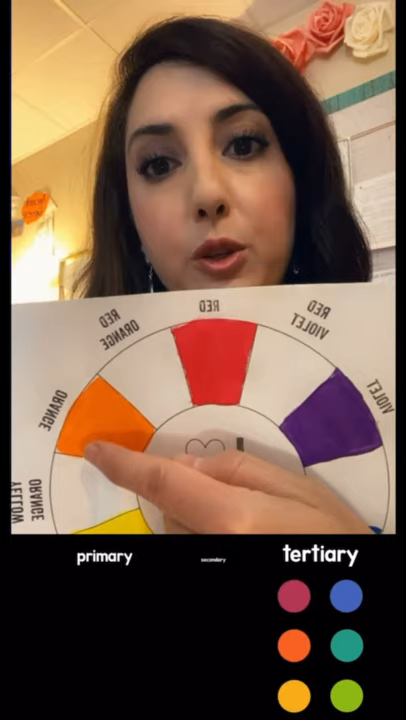 RED
RED
ORANGE
RED
VIOLET
ORANGE
VIOLET
YELLOW
ORANGE
primary
secondary
tertiary